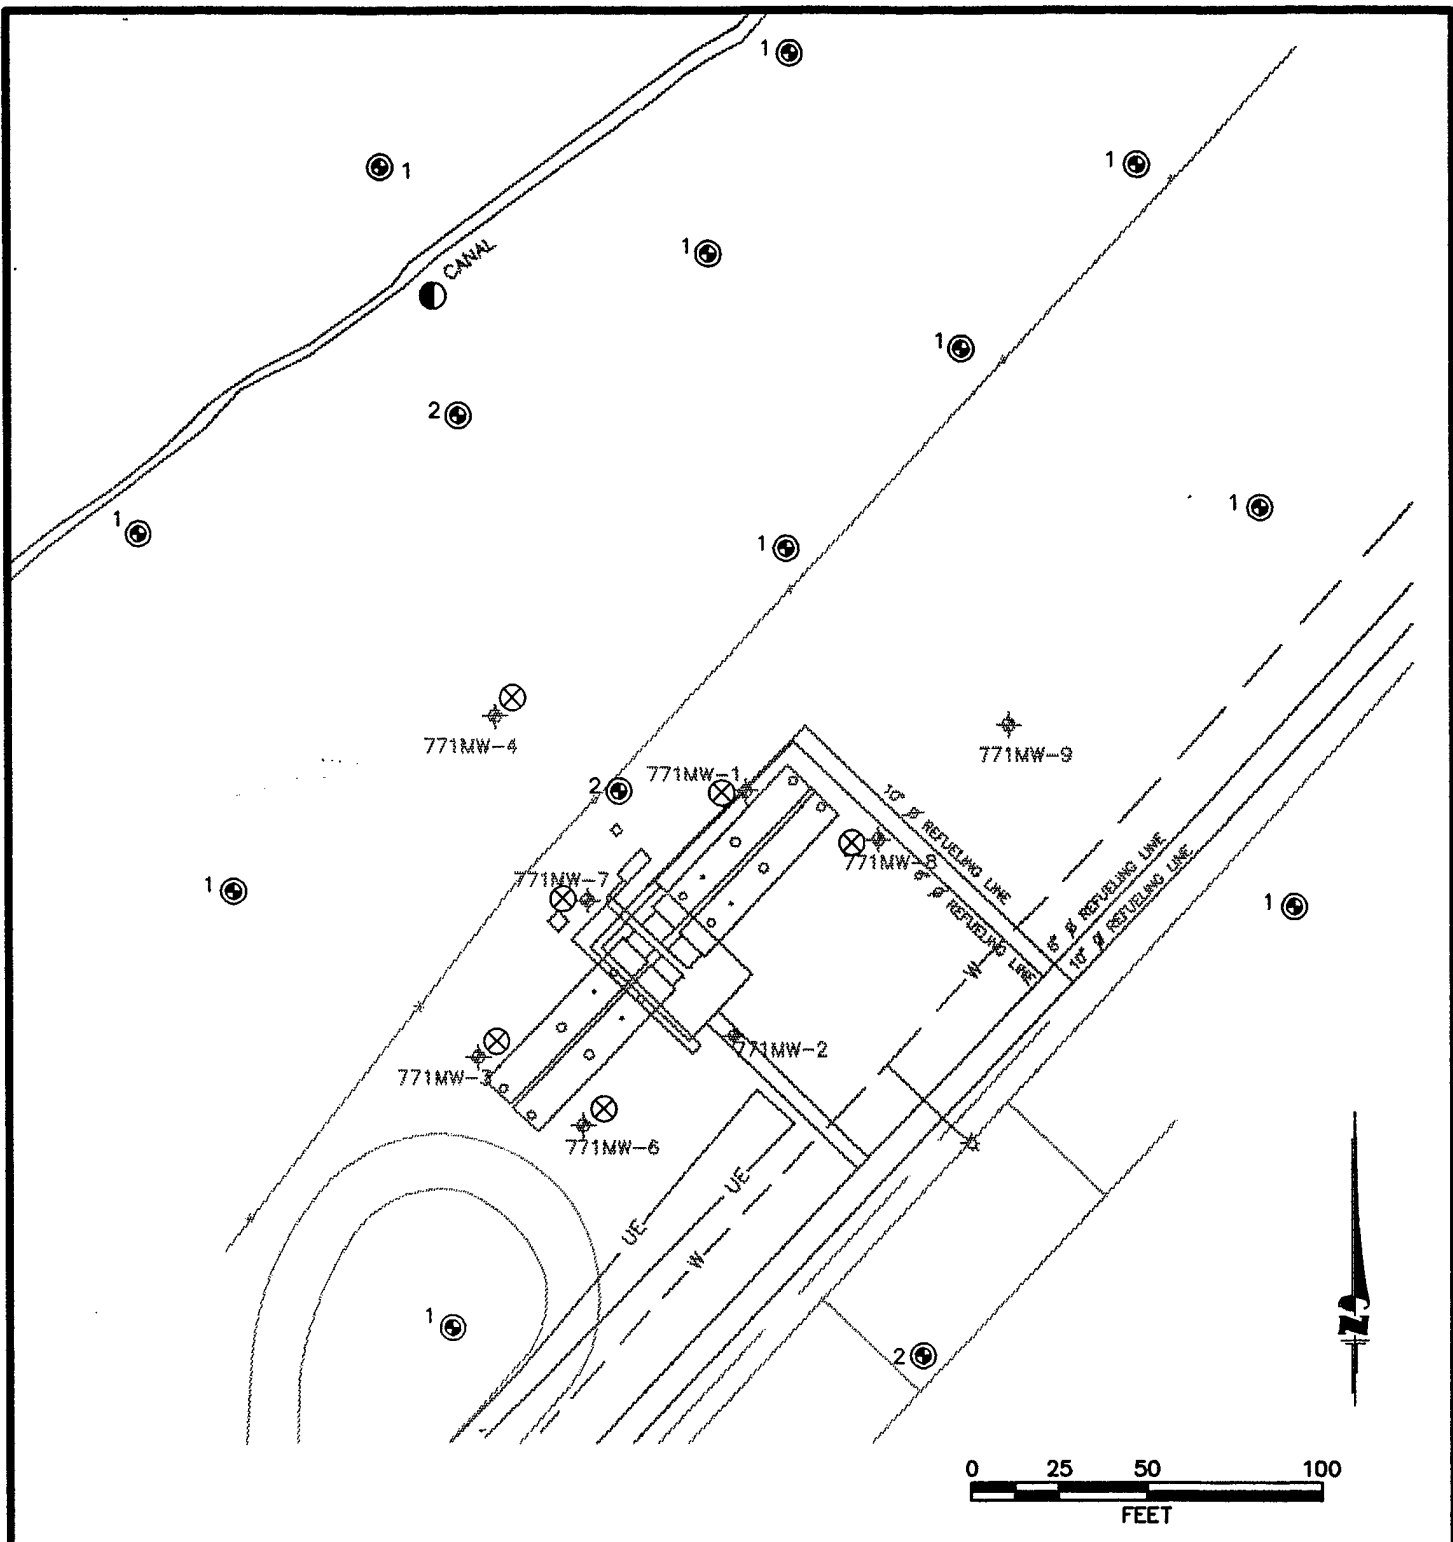 1
1
1
1
CANAL
1
2
1
1
1
771MW-4
771MW-9
771MW-1
2
10" Ø REFUELING LINE
771MW-8
771MW-7
1
1
6" Ø REFUELING LINE
8" Ø REFUELING LINE
10" Ø REFUELING LINE
W
771MW-2
771MW-3
771MW-6
UE
UE
W
1
2
N
0 25 50 100
FEET